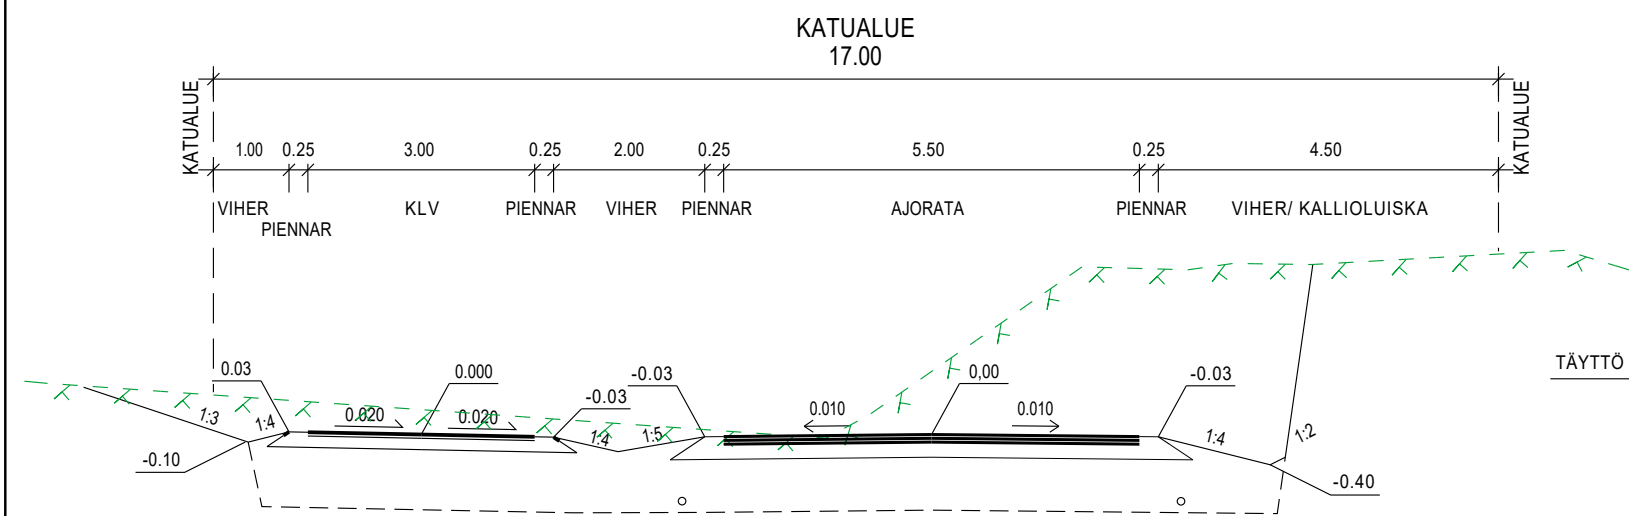 KATUALUE
17.00
KATUALUE
KATUALUE
1.00 0.25 3.00 0.25 2.00 0.25 5.50 0.25 4.50
VIHER KLV PIENNAR VIHER PIENNAR AJORATA PIENNAR VIHER/ KALLIOLUISKA
PIENNAR
0.03 0.000 -0.03 0,00 -0.03
TÄYTTÖ
-0.03
1:3 1:4 0.020 0.020 1:4 1:5 0.010 0.010 1:4 1:2
-0.10
-0.40